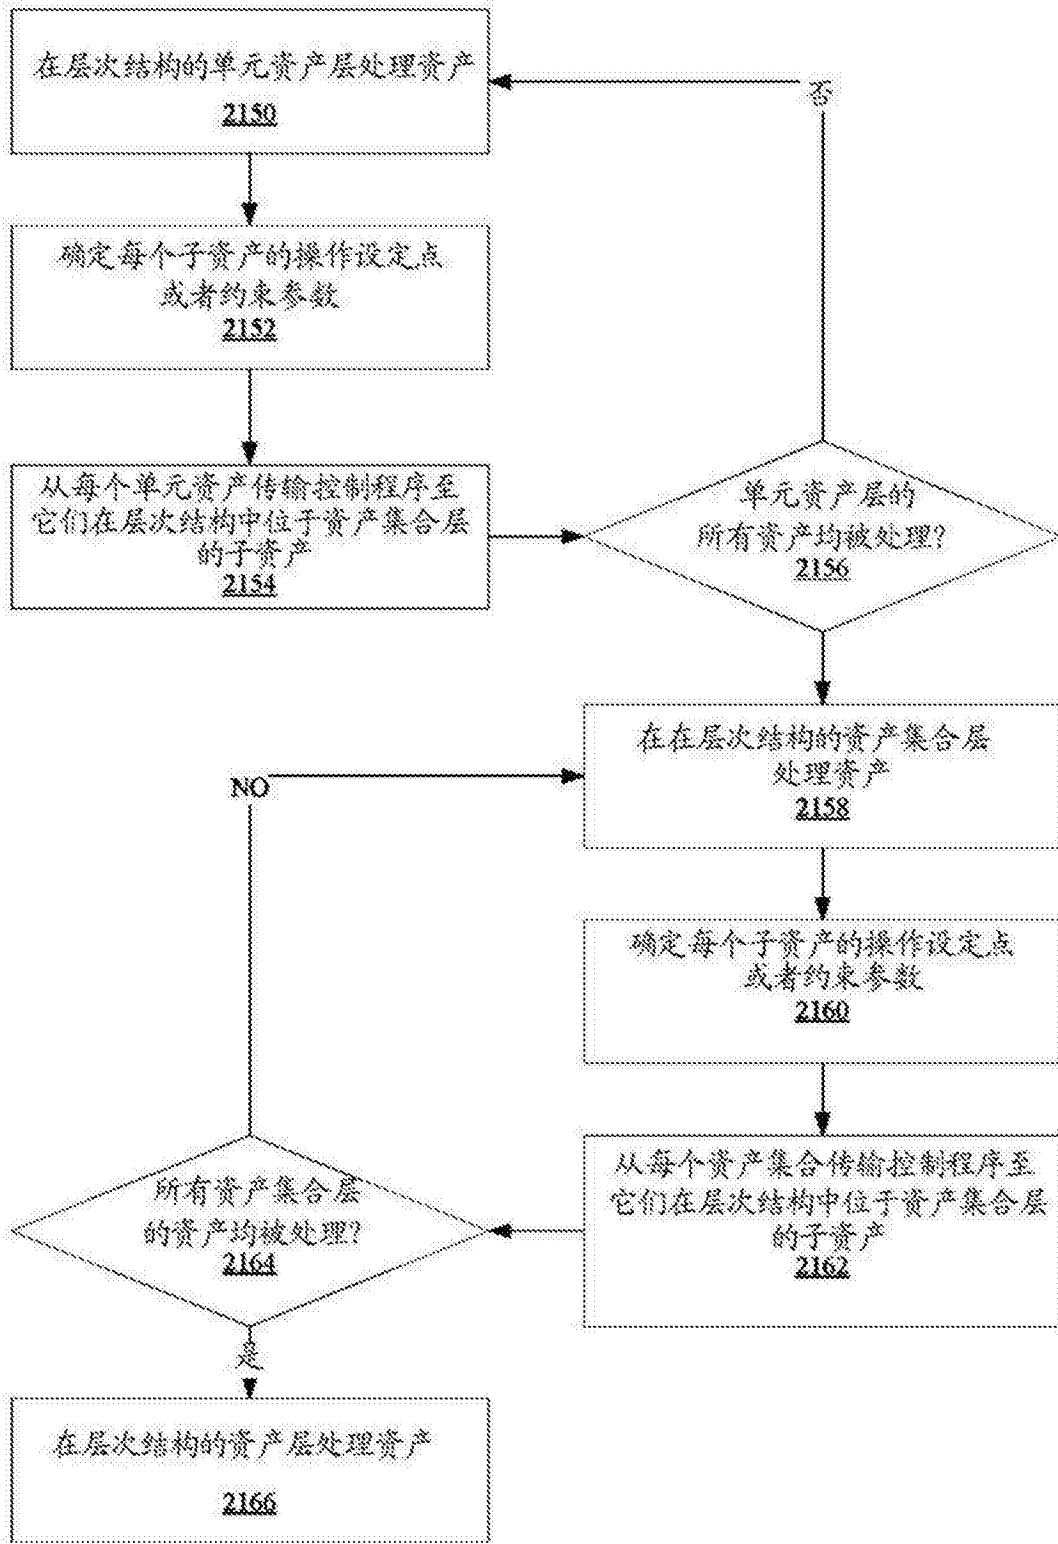 在层次结构的单元资产层处理资产
2150
否
确定每个子资产的操作设定点
或者约束参数
2152
从每个单元资产传输控制程序至
它们在层次结构中位于资产集合层
的子资产
2154
单元资产层的
所有资产均被处理?
2156
在在层次结构的资产集合层
处理资产
2158
NO
确定每个子资产的操作设定点
或者约束参数
2160
从每个资产集合传输控制程序至
它们在层次结构中位于资产集合层
的子资产
2162
所有资产集合层
的资产均被处理?
2164
是
在层次结构的资产层处理资产
2166